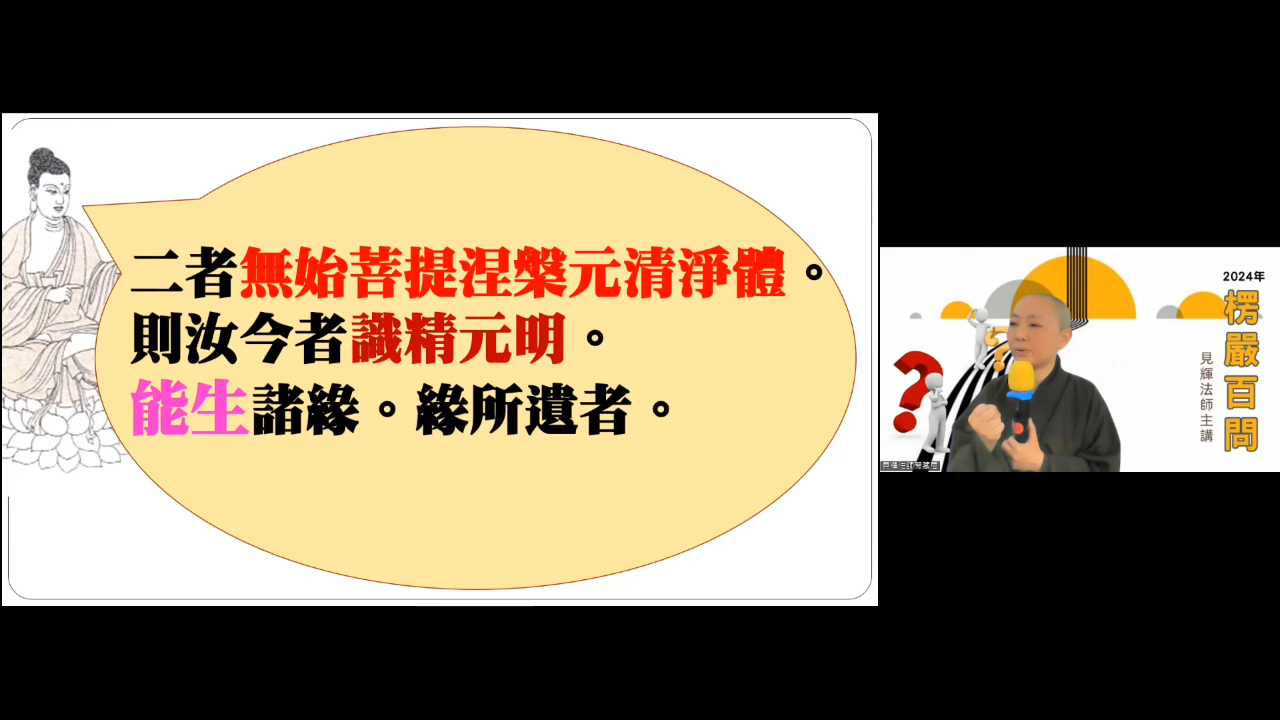 二者無始菩提涅槃元清淨體。
則汝今者識精元明。
能生諸緣。緣所遺者。
2024年
楞嚴百問
見輝法師主講